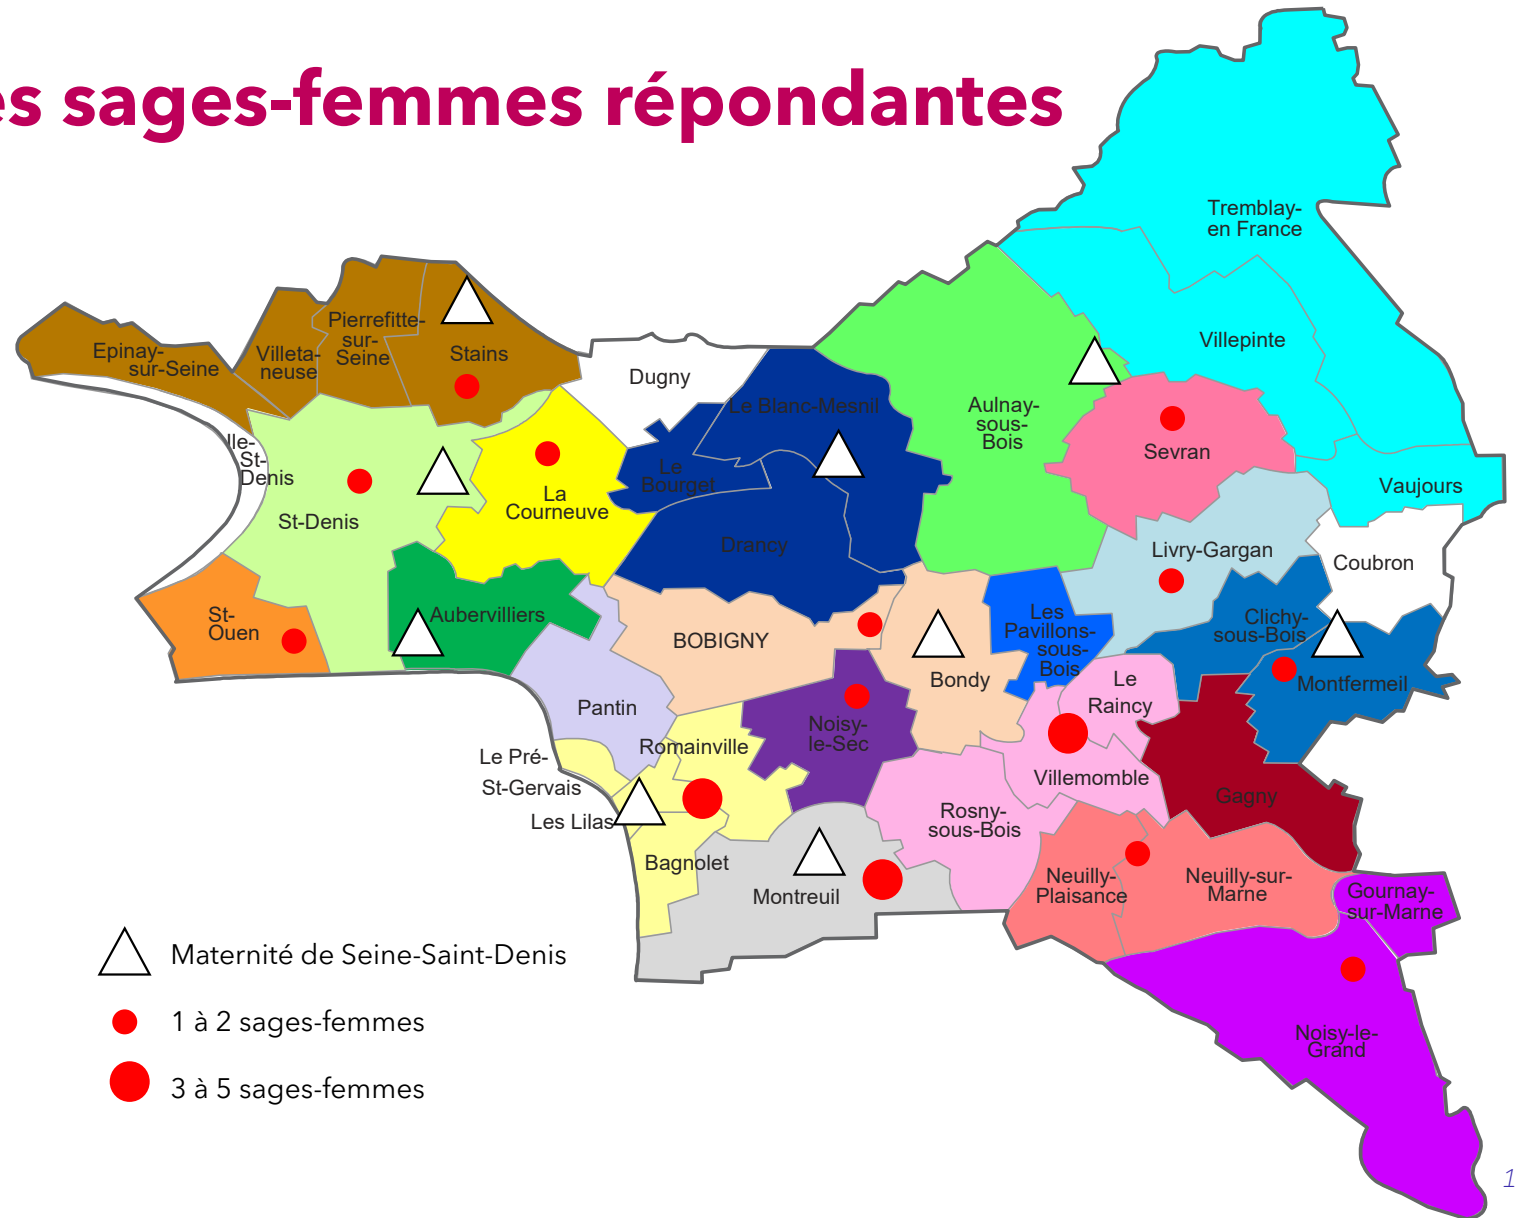 es sages-femmes répondantes
Tremblay-
en France
Villepinte
Pierrefitte-
sur-
Seine
Epinay-
sur-Seine
Villeta-
neuse
Stains
Dugny
Le Blanc-Mesnil
Aulnay-
sous-
Bois
Sevran
Vaujours
Ile-
St-
Denis
St-Denis
La
Courneuve
Le
Bourget
Drancy
Livry-Gargan
Coubron
St-
Ouen
Aubervilliers
BOBIGNY
Bondy
Les
Pavillons-
sous-
Bois
Clichy-
sous-Bois
Montfermeil
Le
Raincy
Pantin
Noisy-
le-Sec
Romainville
Le Pré-
St-Gervais
Les Lilas
Villemomble
Gagny
Rosny-
sous-Bois
Bagnolet
Montreuil
Neuilly-
Plaisance
Neuilly-sur-
Marne
Gournay-
sur-Marne
Noisy-le-
Grand
Maternité de Seine-Saint-Denis
1 à 2 sages-femmes
3 à 5 sages-femmes
1